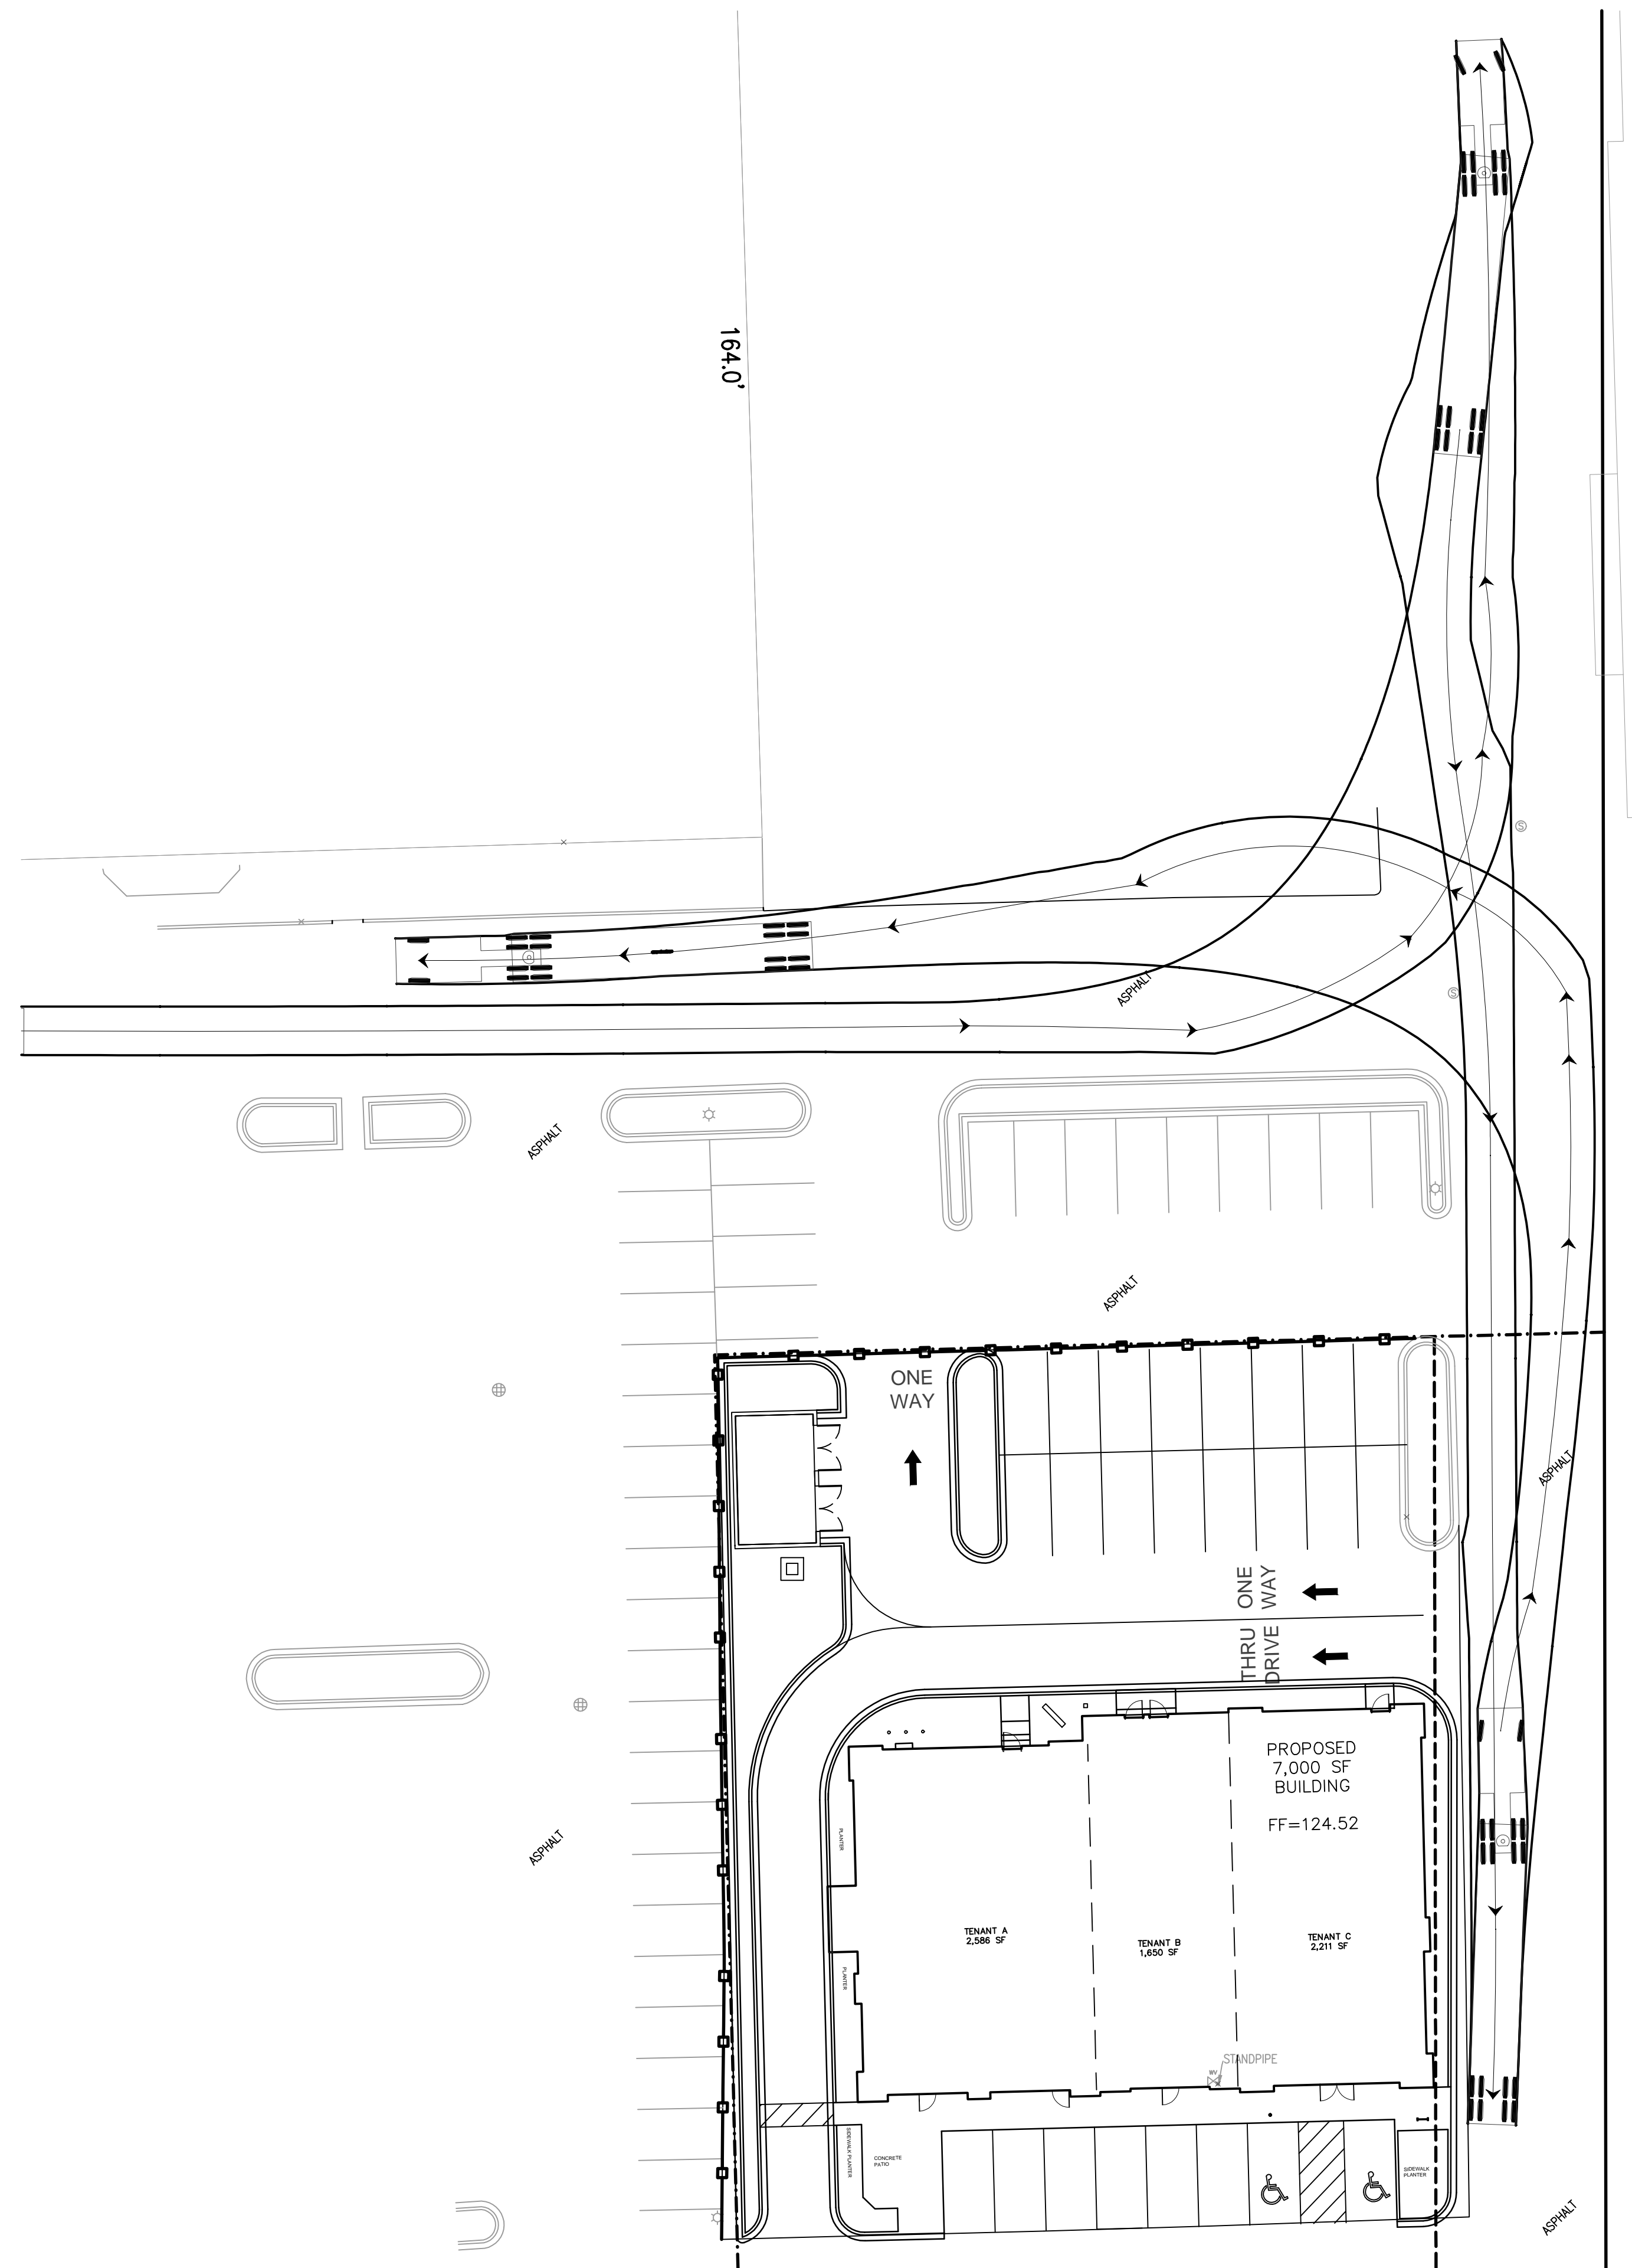 164.0'
Ⓢ
ASPHALT
Ⓢ
ASPHALT
ASPHALT
ONE
WAY
ASPHALT
ONE
WAY
THRU
DRIVE
PROPOSED
7,000 SF
BUILDING
FF=124.52
PLANTER
ASPHALT
TENANT A
2,586 SF
TENANT B
1,650 SF
TENANT C
2,211 SF
PLANTER
STANDPIPE
WV
SIDEWALK PLANTER
CONCRETE
PATIO
SIDEWALK
PLANTER
ASPHALT